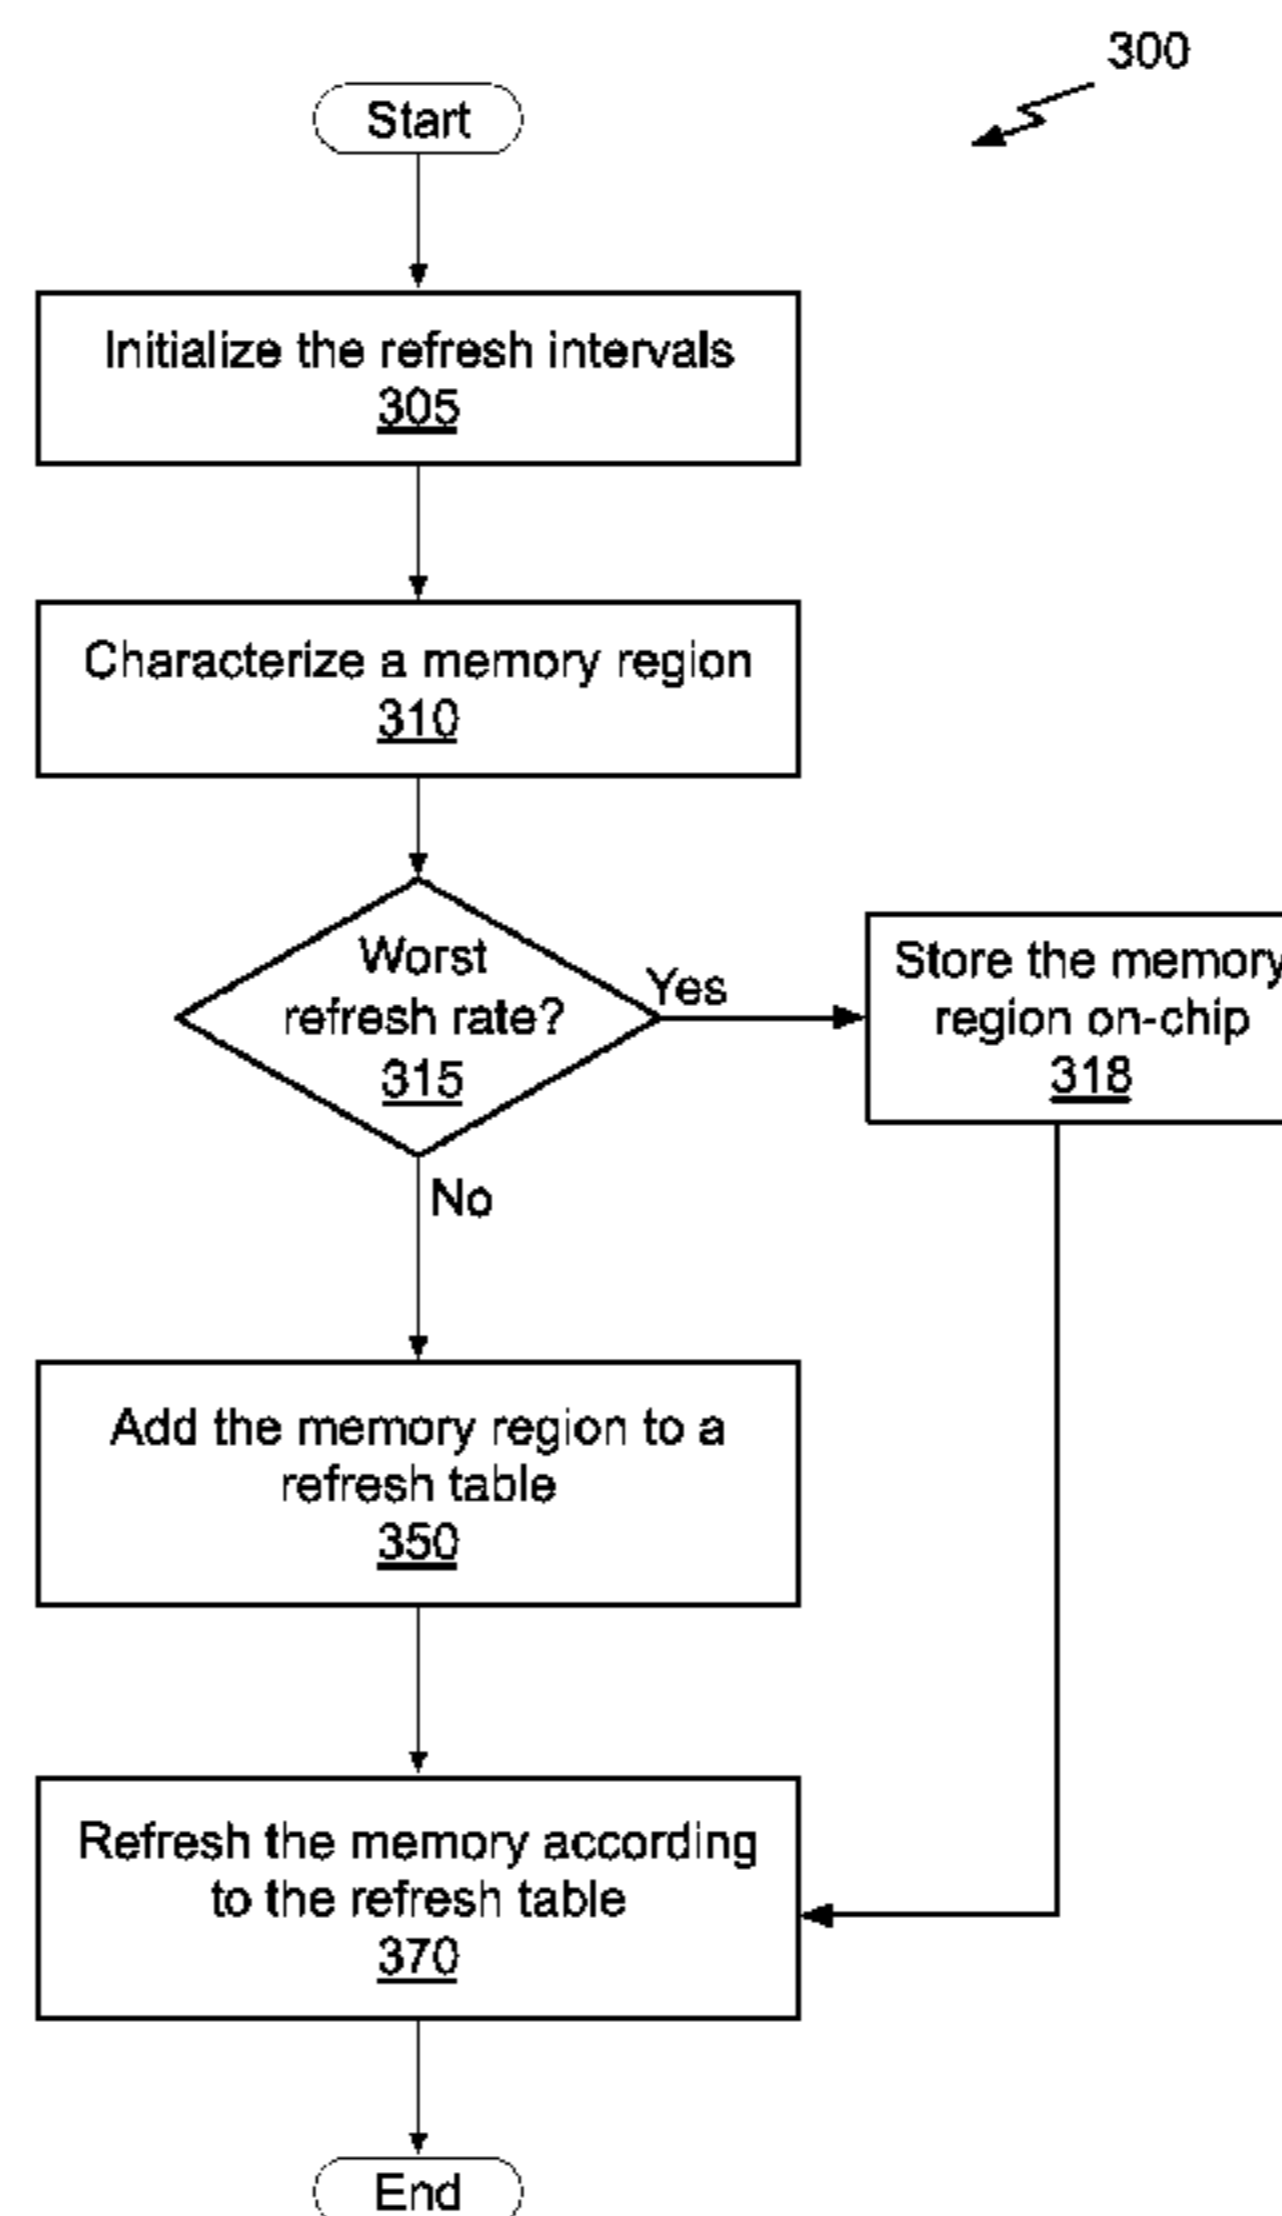 300
Start
Initialize the refresh intervals
305
Characterize a memory region
310
Worst
refresh rate?
315
Yes
Store the memory
region on-chip
318
No
Add the memory region to a
refresh table
350
Refresh the memory according
to the refresh table
370
End